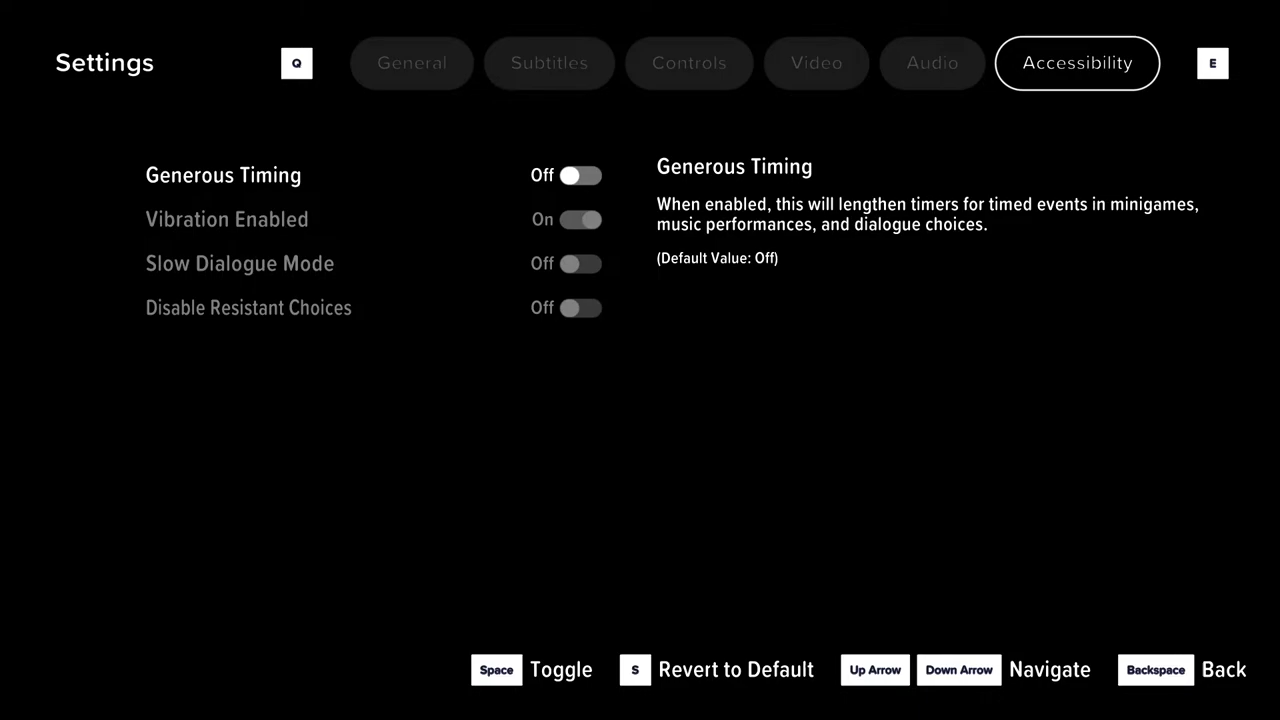 Settings Q General Subtitles Controls Video Audio Accessibility E
Generous Timing Off
Vibration Enabled On
Slow Dialogue Mode Off
Disable Resistant Choices Off
Generous Timing
When enabled, this will lengthen timers for timed events in minigames,
music performances, and dialogue choices.
(Default Value: Off)
Space Toggle S Revert to Default Up Arrow Down Arrow Navigate Backspace Back